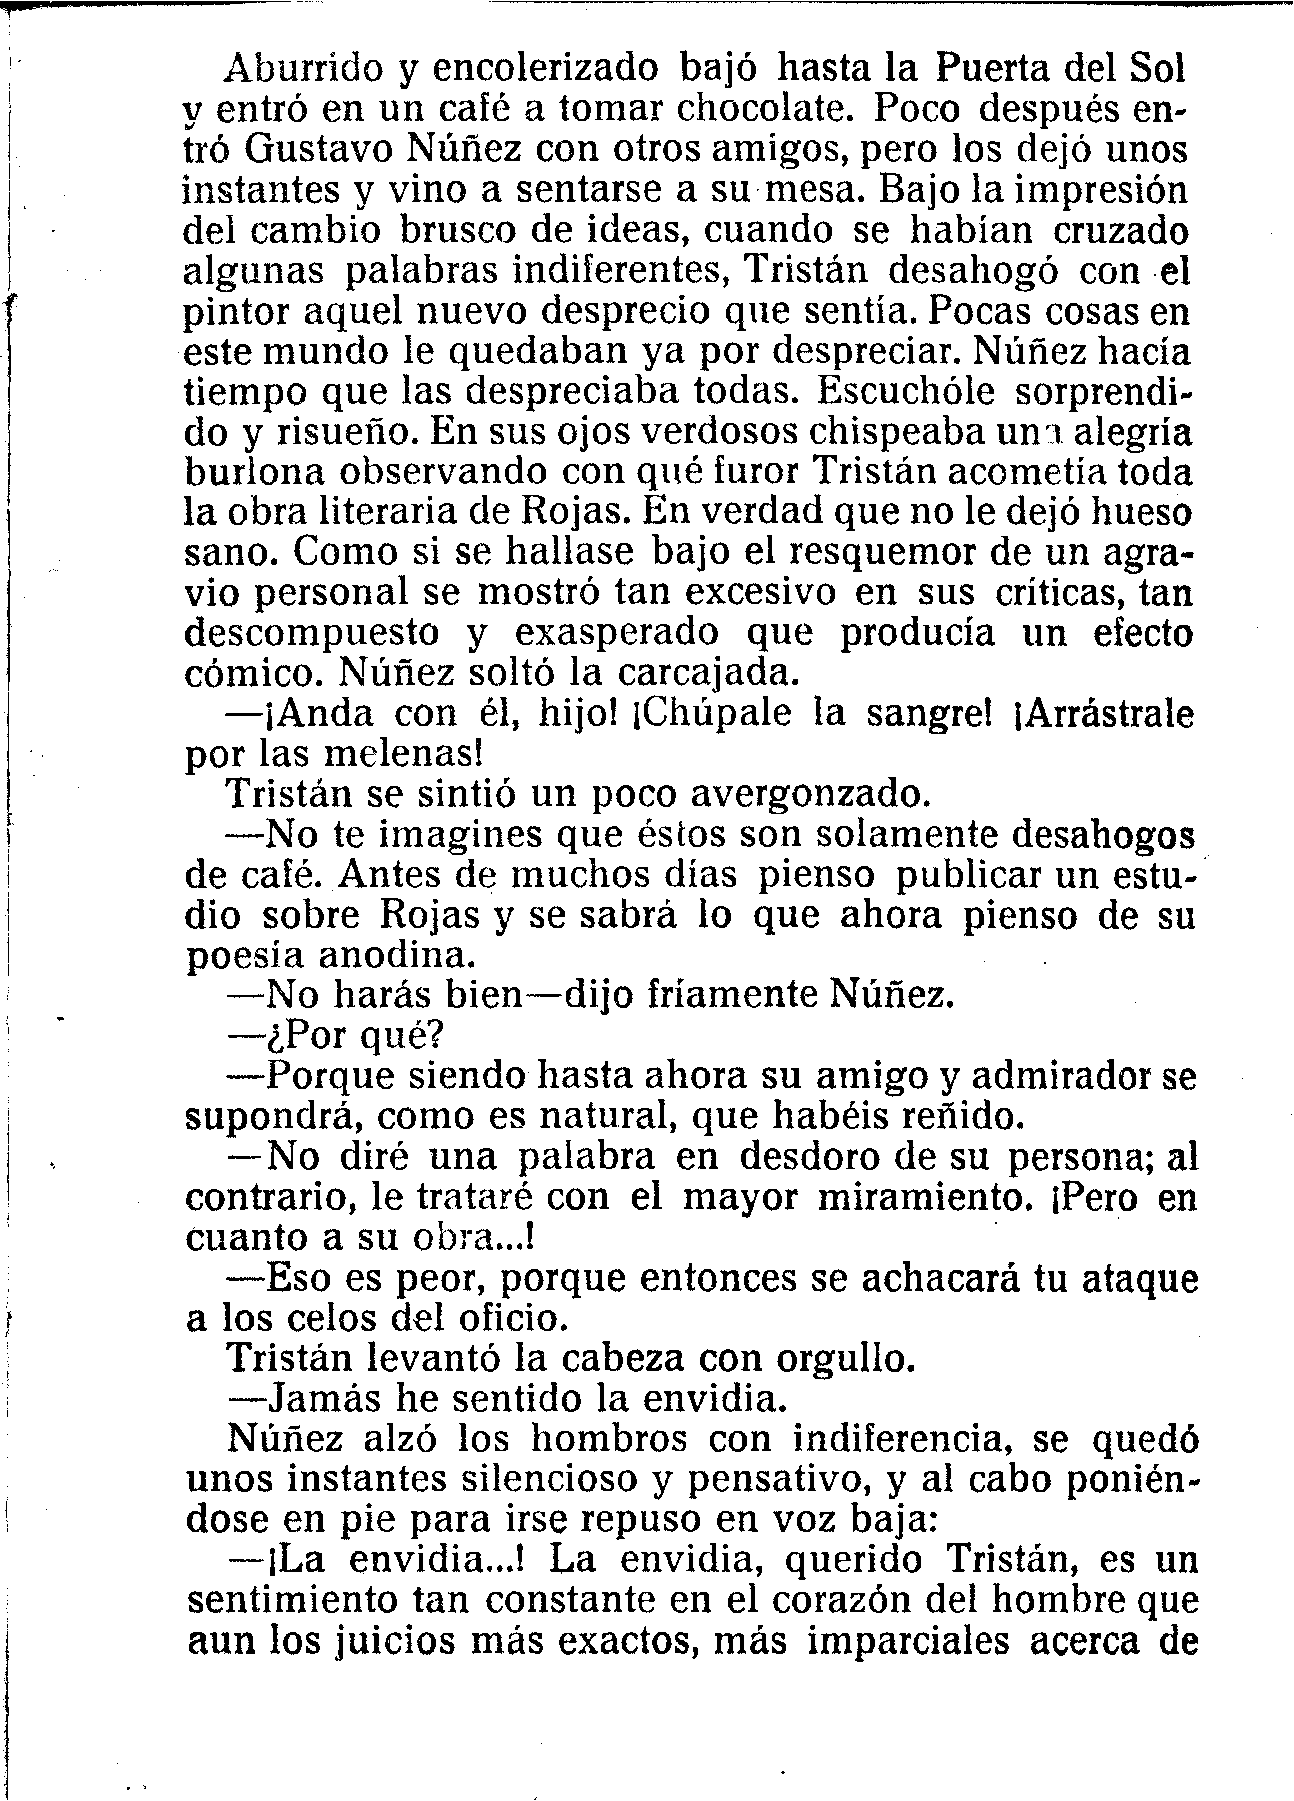 Aburrido y encolerizado bajó hasta la Puerta del Sol
y entró en un café a tomar chocolate. Poco después en-
tró Gustavo Núñez con otros amigos, pero los dejó unos
instantes y vino a sentarse a su mesa. Bajo la impresión
del cambio brusco de ideas, cuando se habían cruzado
algunas palabras indiferentes, Tristán desahogó con el
pintor aquel nuevo desprecio que sentía. Pocas cosas en
este mundo le quedaban ya por despreciar. Núñez hacía
tiempo que las despreciaba todas. Escuchóle sorprendi-
do y risueño. En sus ojos verdosos chispeaba una alegría
burlona observando con qué furor Tristán acometía toda
la obra literaria de Rojas. En verdad que no le dejó hueso
sano. Como si se hallase bajo el resquemor de un agra-
vio personal se mostró tan excesivo en sus críticas, tan
descompuesto y exasperado que producía un efecto
cómico. Núñez soltó la carcajada.
—¡Anda con él, hijo! ¡Chúpale la sangre! ¡Arrástrale
por las melenas!
Tristán se sintió un poco avergonzado.
—No te imagines que éstos son solamente desahogos
de café. Antes de muchos días pienso publicar un estu-
dio sobre Rojas y se sabrá lo que ahora pienso de su
poesía anodina.
—No harás bien—dijo fríamente Núñez.
—¿Por qué?
—Porque siendo hasta ahora su amigo y admirador se
supondrá, como es natural, que habéis reñido.
—No diré una palabra en desdoro de su persona; al
contrario, le trataré con el mayor miramiento. ¡Pero en
cuanto a su obra...!
—Eso es peor, porque entonces se achacará tu ataque
a los celos del oficio.
Tristán levantó la cabeza con orgullo.
—Jamás he sentido la envidia.
Núñez alzó los hombros con indiferencia, se quedó
unos instantes silencioso y pensativo, y al cabo ponién-
dose en pie para irse repuso en voz baja:
—¡La envidia...! La envidia, querido Tristán, es un
sentimiento tan constante en el corazón del hombre que
aun los juicios más exactos, más imparciales acerca de